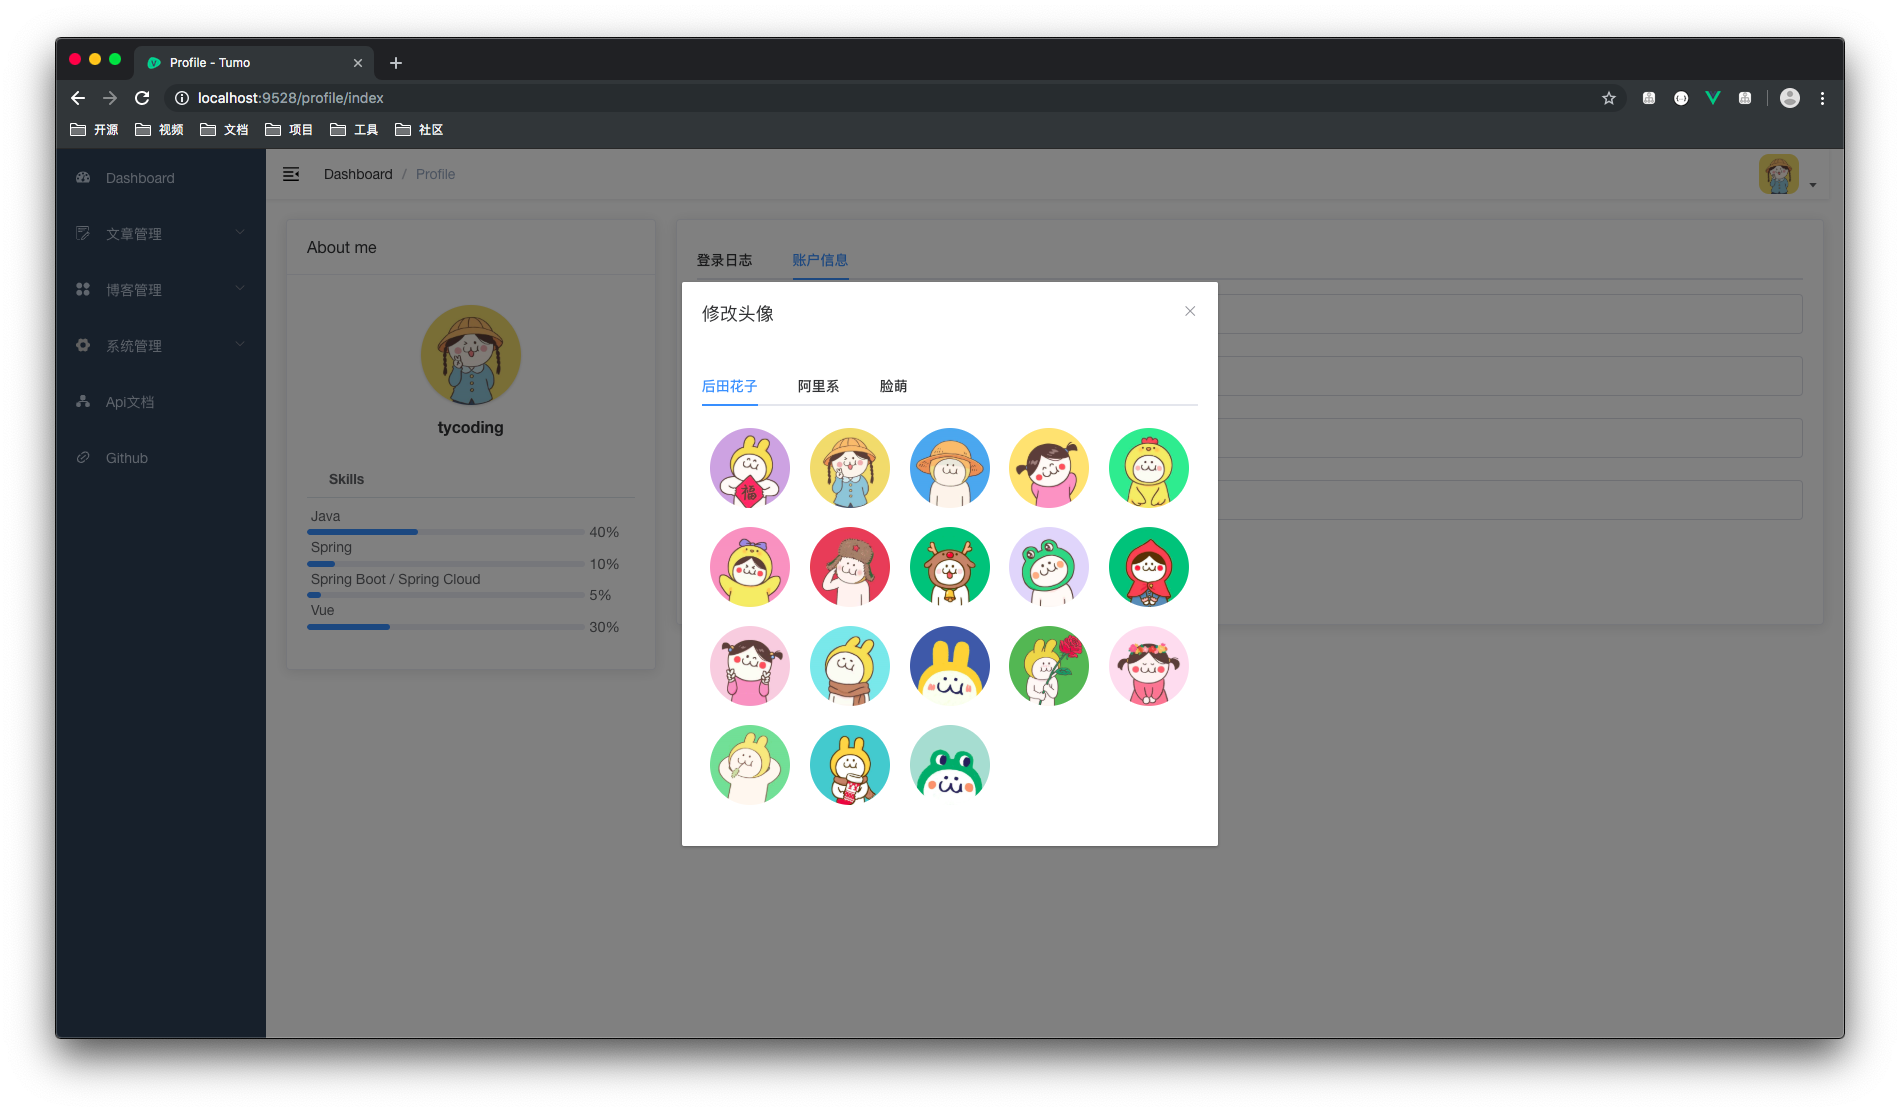 Profile - Tumo
localhost:9528/profile/index
开源 视频 文档 项目 工具 社区
Dashboard
文章管理
博客管理
系统管理
Api文档
Github
Dashboard / Profile
About me
tycoding
Skills
Java
40%
Spring
10%
Spring Boot / Spring Cloud
5%
Vue
30%
登录日志 账户信息
修改头像
后田花子 阿里系 脸萌
福